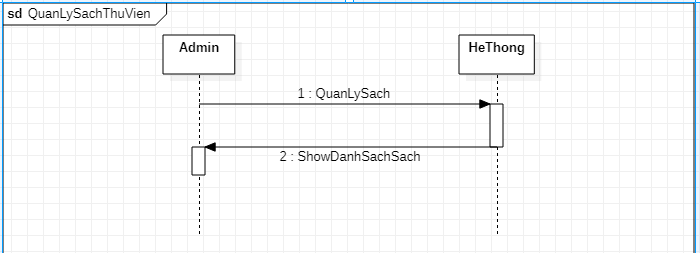 sd QuanLySachThuVien
Admin
HeThong
1 : QuanLySach
2 : ShowDanhSachSach